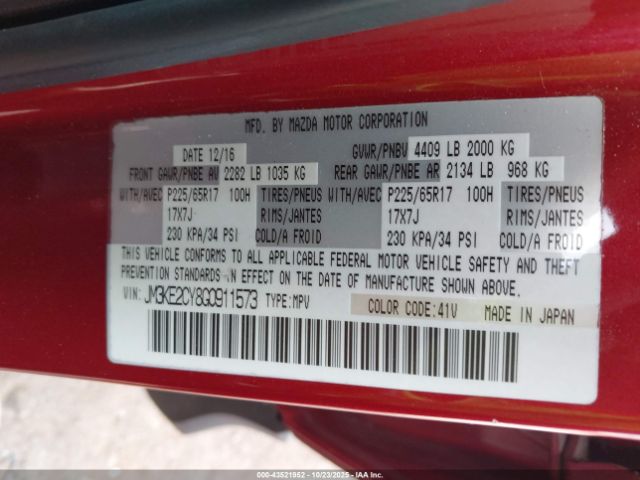 MFD. BY MAZDA MOTOR CORPORATION
DATE 12/16 GVWR/PNBV 4409 LB 2000 KG
FRONT GAWR/PNBE AV 2282 LB 1035 KG REAR GAWR/PNBE AR 2134 LB 968 KG
WITH/AVEC P225/65R17 100H TIRES/PNEUS WITH/AVEC P225/65R17 100H TIRES/PNEUS
17X7J RIMS/JANTES 17X7J RIMS/JANTES
230 KPA/34 PSI COLD/A FROID 230 KPA/34 PSI COLD/A FROID
THIS VEHICLE CONFORMS TO ALL APPLICABLE FEDERAL MOTOR VEHICLE SAFETY AND THEFT
PREVENTION STANDARDS IN EFFECT ON THE DATE OF MANUFACTURE SHOWN ABOVE.
VIN: JM3KE2CY8G0911573 TYPE:MPV COLOR CODE:41V MADE IN JAPAN
000-43521952 10/23/2025 IAA, Inc.